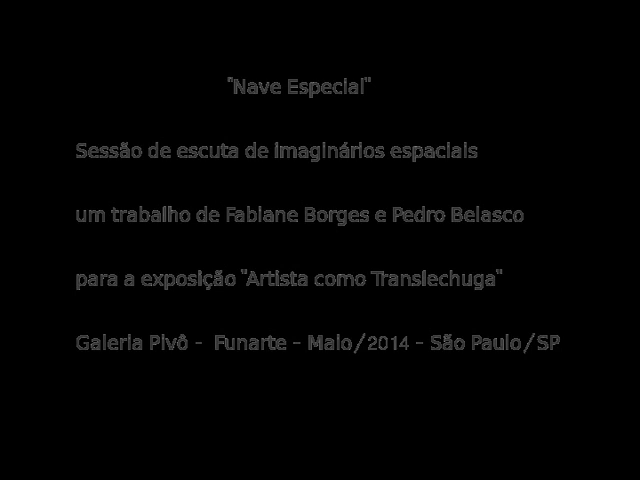 "Nave Especial"
Sessão de escuta de imaginários espaciais
um trabalho de Fabiane Borges e Pedro Belasco
para a exposição "Artista como Translechuga"
Galeria Pivô - Funarte - Maio/2014 - São Paulo/SP